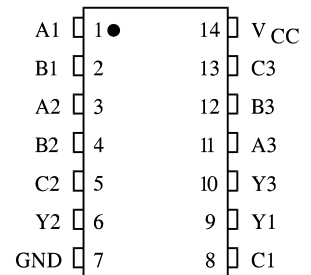 A1 1 14 V CC
B1 2 13 C3
A2 3 12 B3
B2 4 11 A3
C2 5 10 Y3
Y2 6 9 Y1
GND 7 8 C1